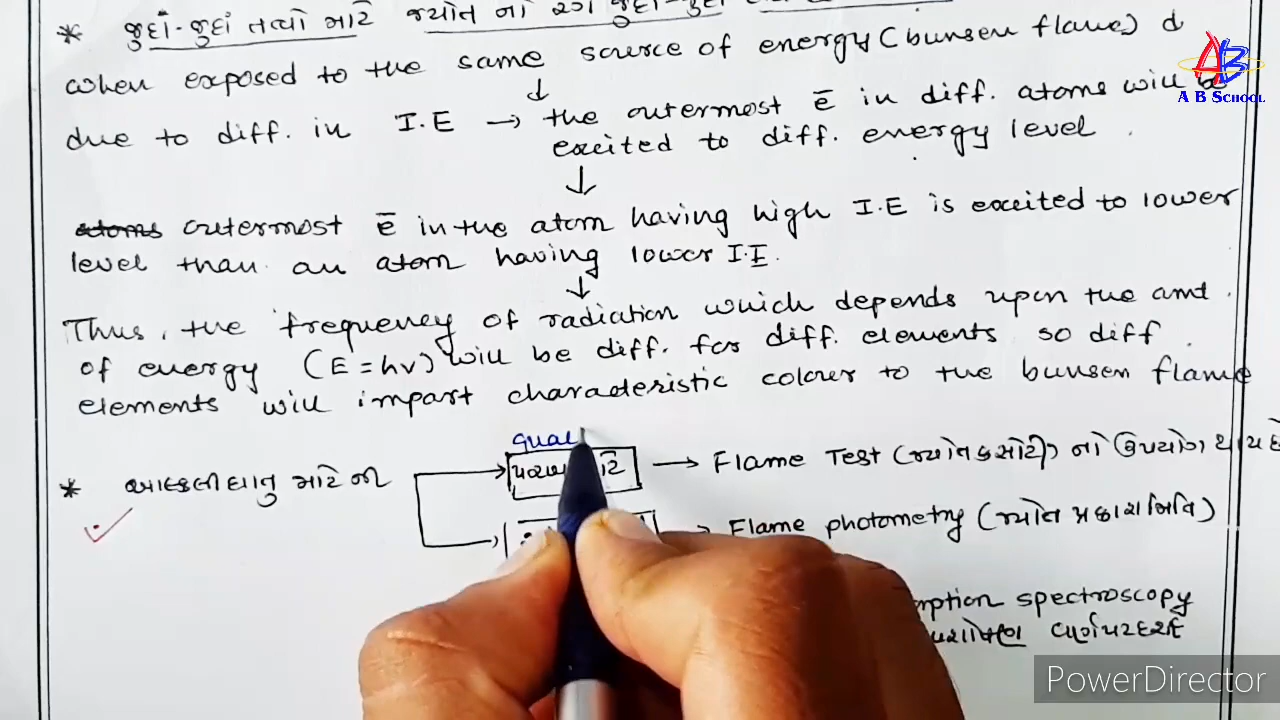 * જુદાં-જુદાં તત્વો માટે જ્યોત નો રંગ જુદો-જુદો
when exposed to the same source of energy (bunsen flame) d
↓
due to diff. in I.E → the outermost ē in diff. atoms will be
excited to diff. energy level.
↓
atoms outermost ē in the atom having high I.E is excited to lower
level than an atom having lower I.E.
↓
Thus, the frequency of radiation which depends upon the amt.
of energy (E=hν) will be diff. for diff. elements so diff.
elements will impart characteristic colour to the bunsen flame
qual
* આલ્કલી ધાતુ માટે ની → Flame Test (જ્યોત કસોટી) નો ઉપયોગ થાય છે
→ Flame photometry (જ્યોત પ્રકાશમિતિ)
mption spectroscopy
A B SCHOOL
PowerDirector